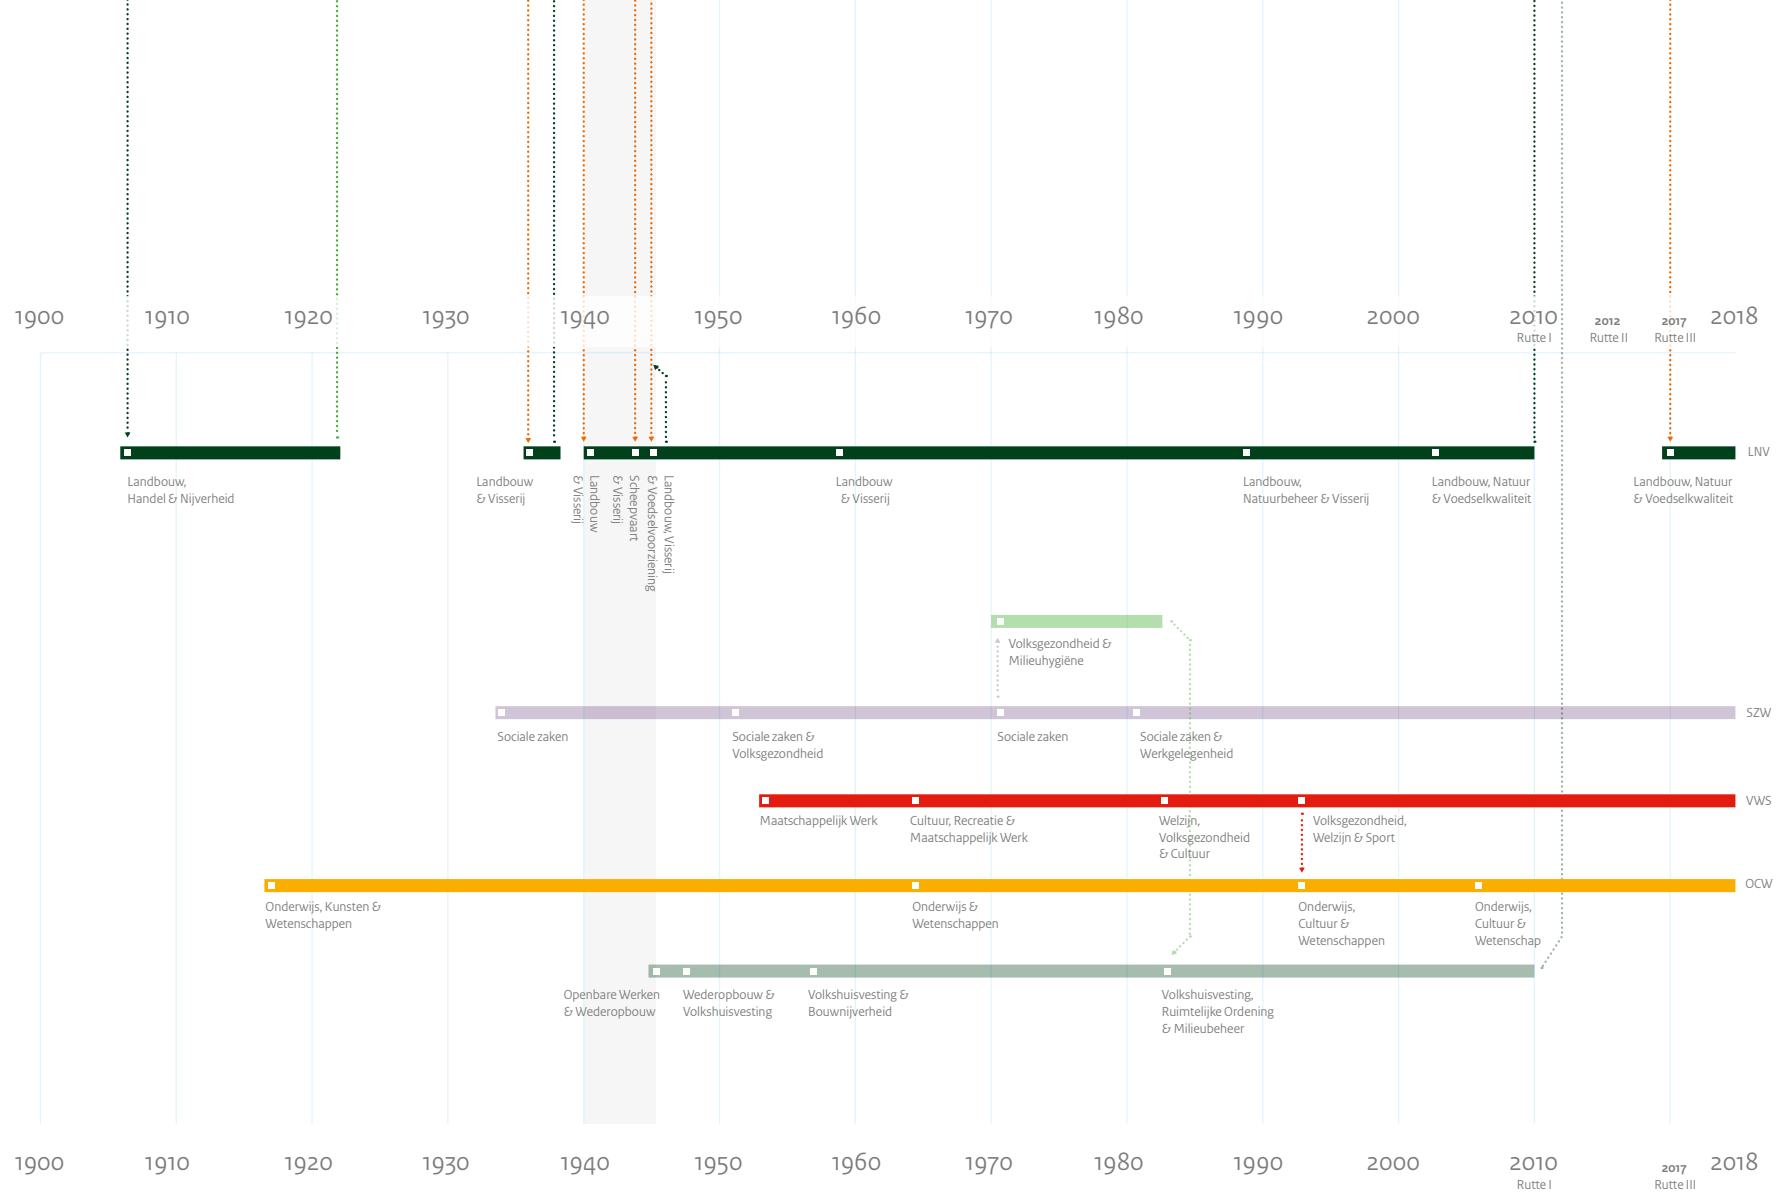 1900 1910 1920 1930 1940 1950 1960 1970 1980 1990 2000 2010 2012 2017 2018
Rutte I Rutte II Rutte III
LNV
Landbouw,
Handel & Nijverheid
Landbouw
& Visserij
Landbouw
& Visserij
Scheepvaart
& Visserij
Landbouw, Visserij
& Voedselvoorziening
Landbouw
& Visserij
Landbouw,
Natuurbeheer & Visserij
Landbouw, Natuur
& Voedselkwaliteit
Landbouw, Natuur
& Voedselkwaliteit
Volksgezondheid &
Milieuhygiëne
SZW
Sociale zaken
Sociale zaken &
Volksgezondheid
Sociale zaken
Sociale zaken &
Werkgelegenheid
VWS
Maatschappelijk Werk
Cultuur, Recreatie &
Maatschappelijk Werk
Welzijn,
Volksgezondheid
& Cultuur
Volksgezondheid,
Welzijn & Sport
OCW
Onderwijs, Kunsten &
Wetenschappen
Onderwijs &
Wetenschappen
Onderwijs,
Cultuur &
Wetenschappen
Onderwijs,
Cultuur &
Wetenschap
Openbare Werken
& Wederopbouw
Wederopbouw &
Volkshuisvesting
Volkshuisvesting &
Bouwnijverheid
Volkshuisvesting,
Ruimtelijke Ordening
& Milieubeheer
1900 1910 1920 1930 1940 1950 1960 1970 1980 1990 2000 2010 2017 2018
Rutte I Rutte III